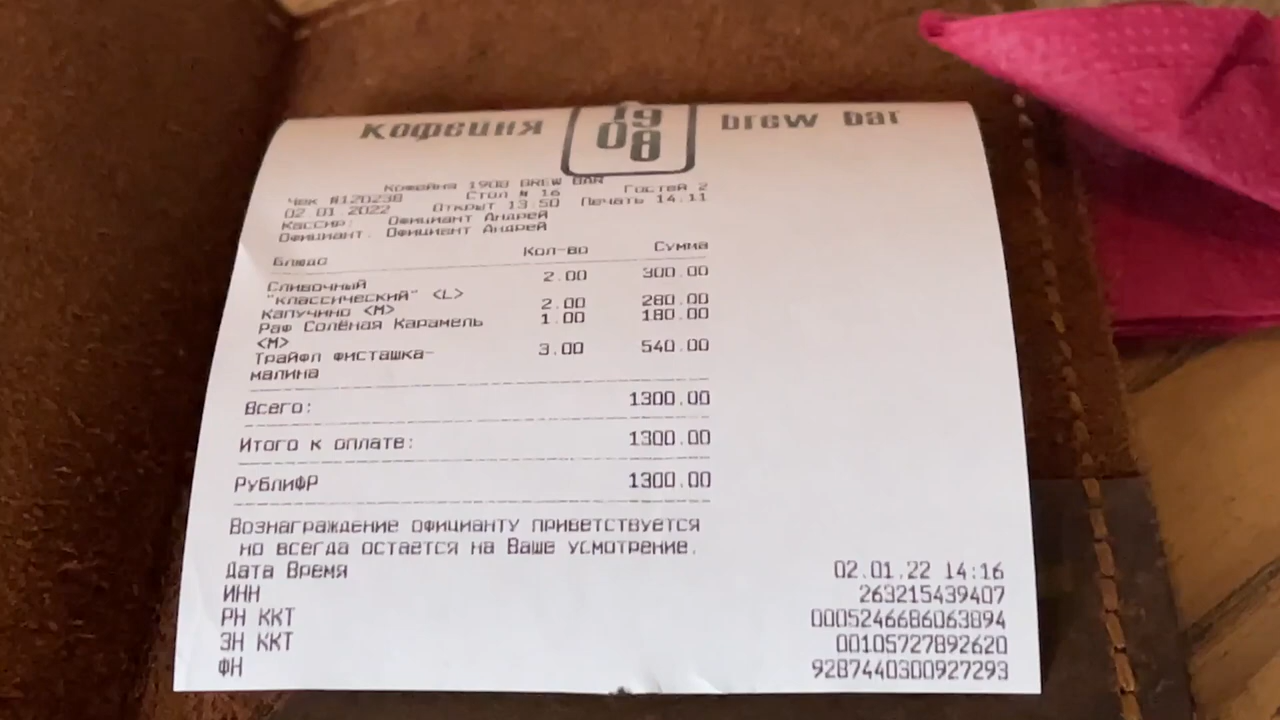 Кофейня 1908 brew bar
Кофейня 1908 BREW BAR
Чек #120238 Стол # 16 Гостей 2
02 01 2022 Открыт 13.50 Печать 14.11
Кассир: Официант Андрей
Официант. Официант Андрей
Блюдо Кол-во Сумма
Сливочный 2.00 300.00
"классический" <L>
Капучино <M> 2.00 280.00
Раф Солёная Карамель 1.00 180.00
<M>
Трайфл фисташка- 3.00 540.00
малина
Всего: 1300.00
Итого к оплате: 1300.00
РублиФР 1300.00
Вознаграждение официанту приветствуется
но всегда остается на Ваше усмотрение.
Дата Время 02.01.22 14:16
ИНН 263215439407
РН ККТ 0005246686063894
ЗН ККТ 00105727892620
ФН 9287440300927293